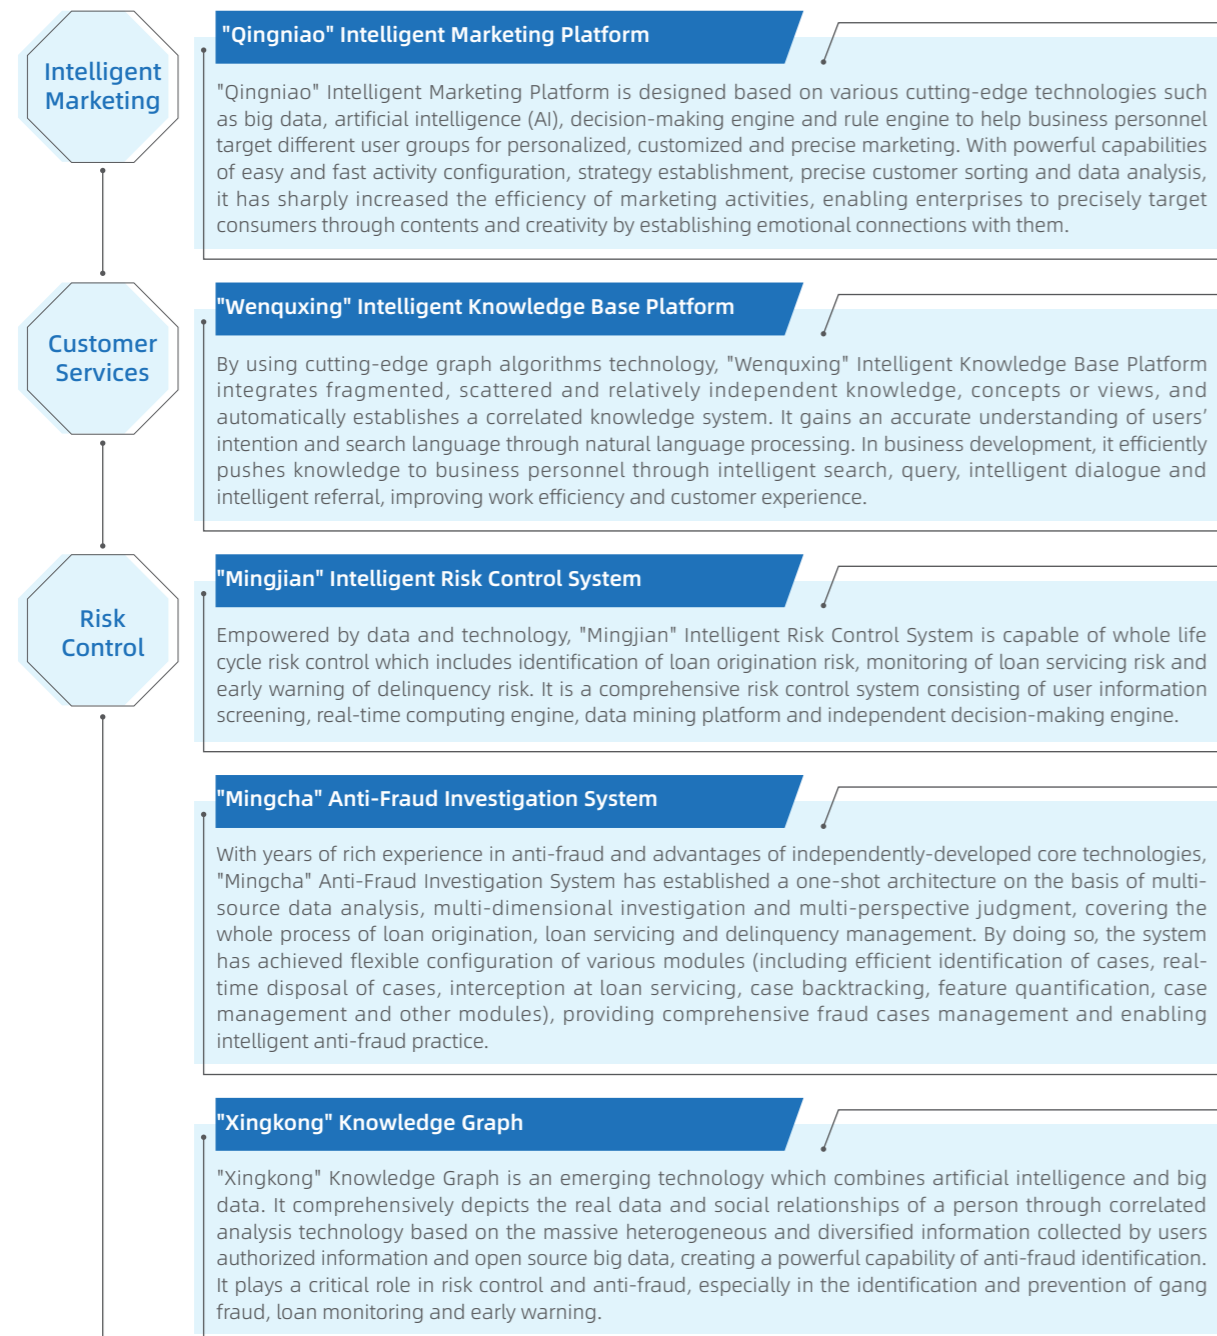 Intelligent
Marketing
"Qingniao" Intelligent Marketing Platform
"Qingniao" Intelligent Marketing Platform is designed based on various cutting-edge technologies such
as big data, artificial intelligence (AI), decision-making engine and rule engine to help business personnel
target different user groups for personalized, customized and precise marketing. With powerful capabilities
of easy and fast activity configuration, strategy establishment, precise customer sorting and data analysis,
it has sharply increased the efficiency of marketing activities, enabling enterprises to precisely target
consumers through contents and creativity by establishing emotional connections with them.
Customer
Services
"Wenquxing" Intelligent Knowledge Base Platform
By using cutting-edge graph algorithms technology, "Wenquxing" Intelligent Knowledge Base Platform
integrates fragmented, scattered and relatively independent knowledge, concepts or views, and
automatically establishes a correlated knowledge system. It gains an accurate understanding of users’
intention and search language through natural language processing. In business development, it efficiently
pushes knowledge to business personnel through intelligent search, query, intelligent dialogue and
intelligent referral, improving work efficiency and customer experience.
Risk
Control
"Mingjian" Intelligent Risk Control System
Empowered by data and technology, "Mingjian" Intelligent Risk Control System is capable of whole life
cycle risk control which includes identification of loan origination risk, monitoring of loan servicing risk and
early warning of delinquency risk. It is a comprehensive risk control system consisting of user information
screening, real-time computing engine, data mining platform and independent decision-making engine.
"Mingcha" Anti-Fraud Investigation System
With years of rich experience in anti-fraud and advantages of independently-developed core technologies,
"Mingcha" Anti-Fraud Investigation System has established a one-shot architecture on the basis of multi-
source data analysis, multi-dimensional investigation and multi-perspective judgment, covering the
whole process of loan origination, loan servicing and delinquency management. By doing so, the system
has achieved flexible configuration of various modules (including efficient identification of cases, real-
time disposal of cases, interception at loan servicing, case backtracking, feature quantification, case
management and other modules), providing comprehensive fraud cases management and enabling
intelligent anti-fraud practice.
"Xingkong" Knowledge Graph
"Xingkong" Knowledge Graph is an emerging technology which combines artificial intelligence and big
data. It comprehensively depicts the real data and social relationships of a person through correlated
analysis technology based on the massive heterogeneous and diversified information collected by users
authorized information and open source big data, creating a powerful capability of anti-fraud identification.
It plays a critical role in risk control and anti-fraud, especially in the identification and prevention of gang
fraud, loan monitoring and early warning.